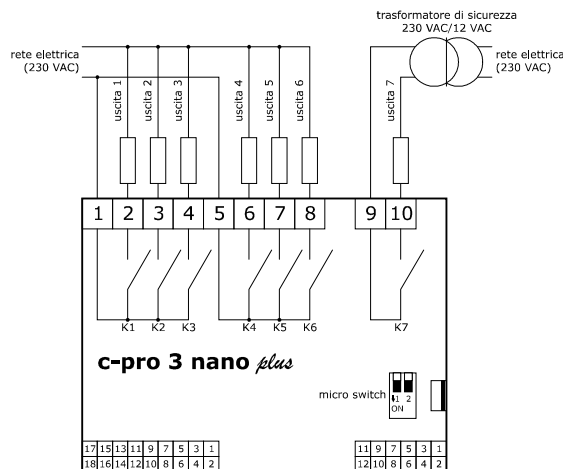 trasformatore di sicurezza
230 VAC/12 VAC
rete elettrica
(230 VAC)
rete elettrica
(230 VAC)
uscita 1
uscita 2
uscita 3
uscita 4
uscita 5
uscita 6
uscita 7
1 2 3 4 5 6 7 8 9 10
K1 K2 K3 K4 K5 K6 K7
c-pro 3 nano plus
micro switch
1 2
ON
17 15 13 11 9 7 5 3 1
18 16 14 12 10 8 6 4 2
11 9 7 5 3 1
12 10 8 6 4 2